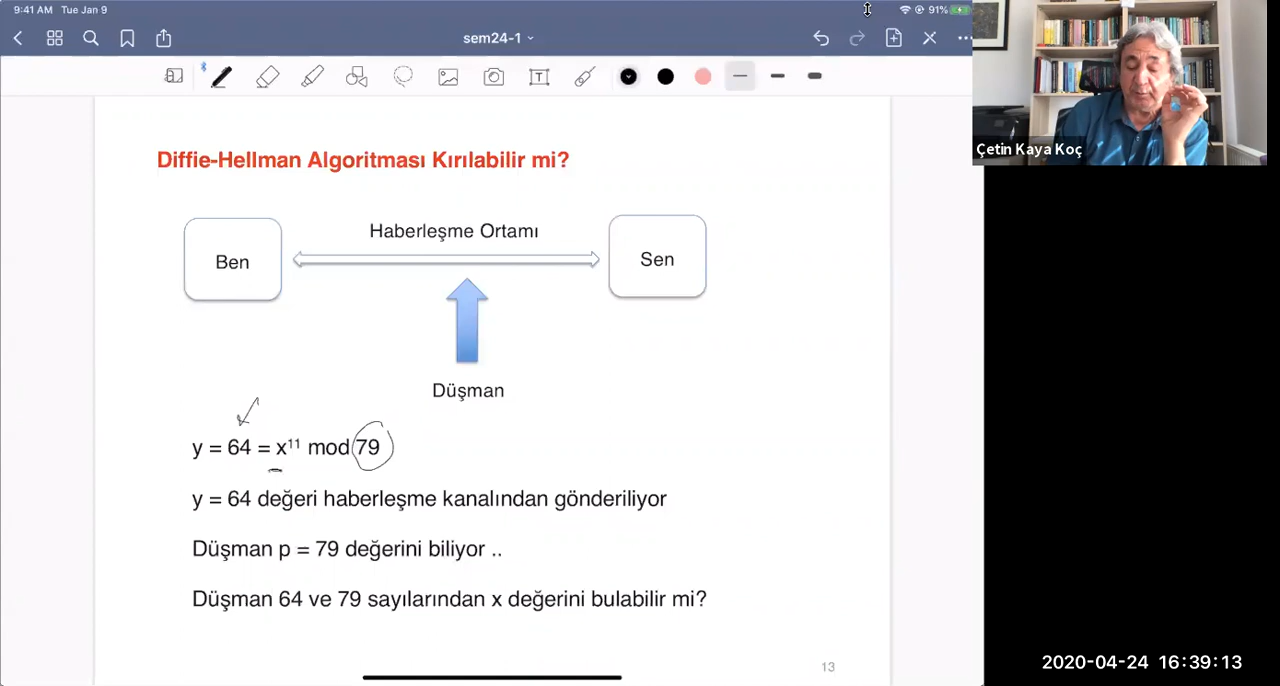 9:41 AM Tue Jan 9
91%
sem24-1
T
Çetin Kaya Koç
Diffie-Hellman Algoritması Kırılabilir mi?
Haberleşme Ortamı
Ben
Sen
Düşman
y = 64 = x¹¹ mod 79
y = 64 değeri haberleşme kanalından gönderiliyor
Düşman p = 79 değerini biliyor ..
Düşman 64 ve 79 sayılarından x değerini bulabilir mi?
13
2020-04-24 16:39:13